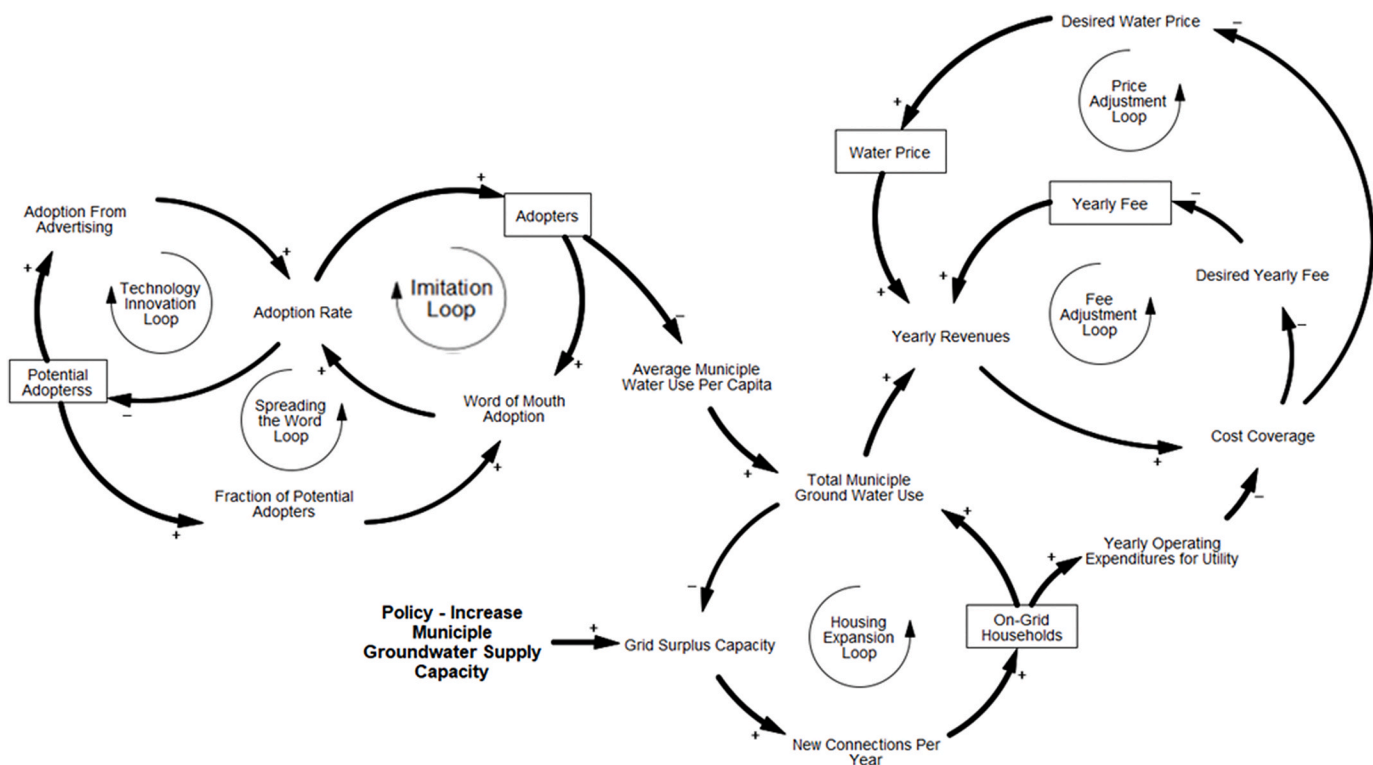 Desired Water Price
−
Price
Adjustment
Loop
+
Water Price
+
Adopters
Yearly Fee
−
Adoption From
Advertising
+
+
Technology
Innovation
Loop
Adoption Rate
Imitation
Loop
−
+
+
Yearly Revenues
Fee
Adjustment
Loop
Desired Yearly Fee
−
Potential
Adopterss
−
+
+
Average Municiple
Water Use Per Capita
+
Spreading
the Word
Loop
Word of Mouth
Adoption
+
Cost Coverage
+
−
+
Total Municiple
Ground Water Use
Fraction of Potential
Adopters
+
+
+
Yearly Operating
Expenditures for Utility
−
Policy - Increase
Municiple
Groundwater Supply
Capacity
+
Grid Surplus Capacity
Housing
Expansion
Loop
On-Grid
Households
+
+
+
New Connections Per
Year